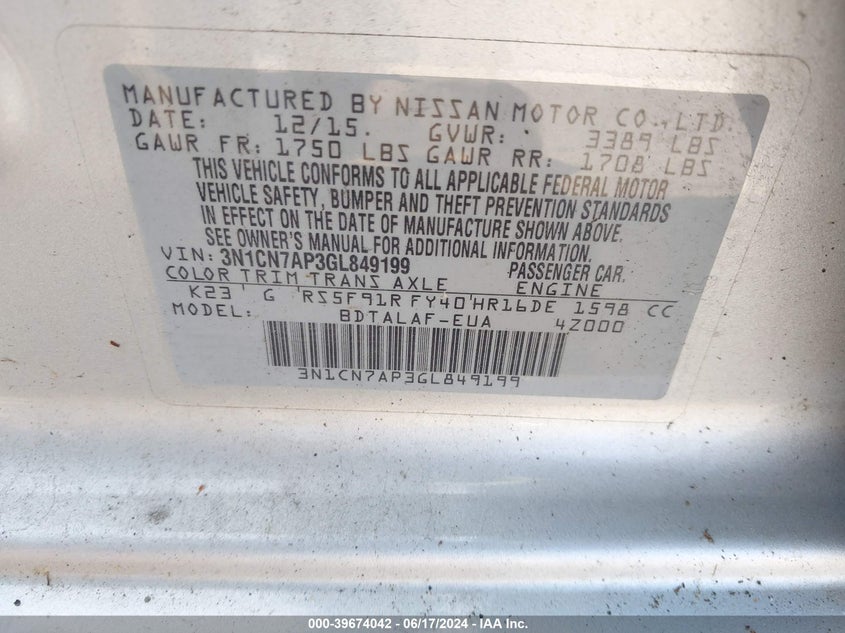 MANUFACTURED BY NISSAN MOTOR CO., LTD.
DATE: 12/15. GVWR: 3389 LBS
GAWR FR: 1750 LBS GAWR RR: 1708 LBS
THIS VEHICLE CONFORMS TO ALL APPLICABLE FEDERAL MOTOR
VEHICLE SAFETY, BUMPER AND THEFT PREVENTION STANDARDS
IN EFFECT ON THE DATE OF MANUFACTURE SHOWN ABOVE.
SEE OWNER'S MANUAL FOR ADDITIONAL INFORMATION.
VIN: 3N1CN7AP3GL849199 PASSENGER CAR.
COLOR TRIM TRANS AXLE ENGINE
K23 G RS5F91R FY40 HR16DE 1598 CC
MODEL: BDTALAF-EUA 4Z000
3N1CN7AP3GL849199
000-39674042 - 06/17/2024 - IAAI.com